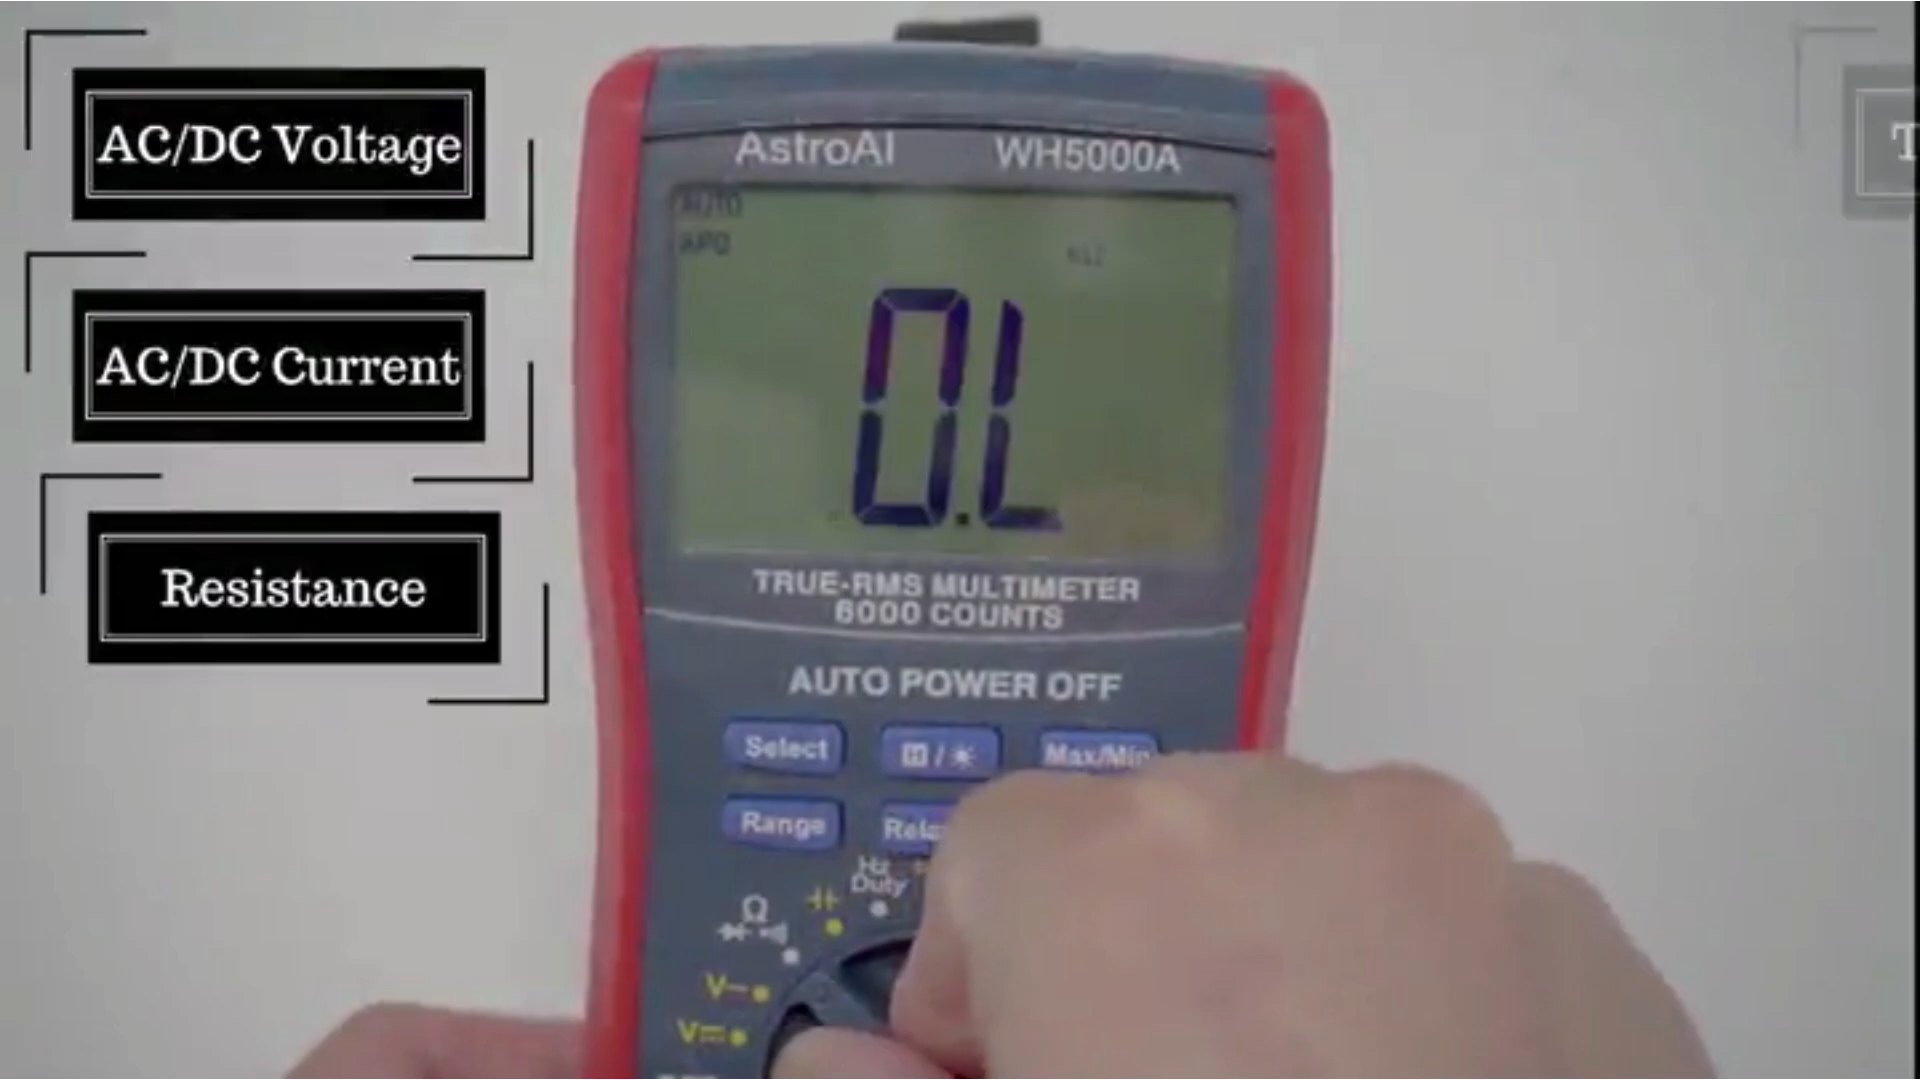 AC/DC Voltage
AC/DC Current
Resistance
AstroAI WH5000A
AUTO
APO
0.L
TRUE-RMS MULTIMETER
6000 COUNTS
AUTO POWER OFF
Select H / ☀ Max/Min
Range Rela
Hz
Duty
Ω
V~
V⎓
T